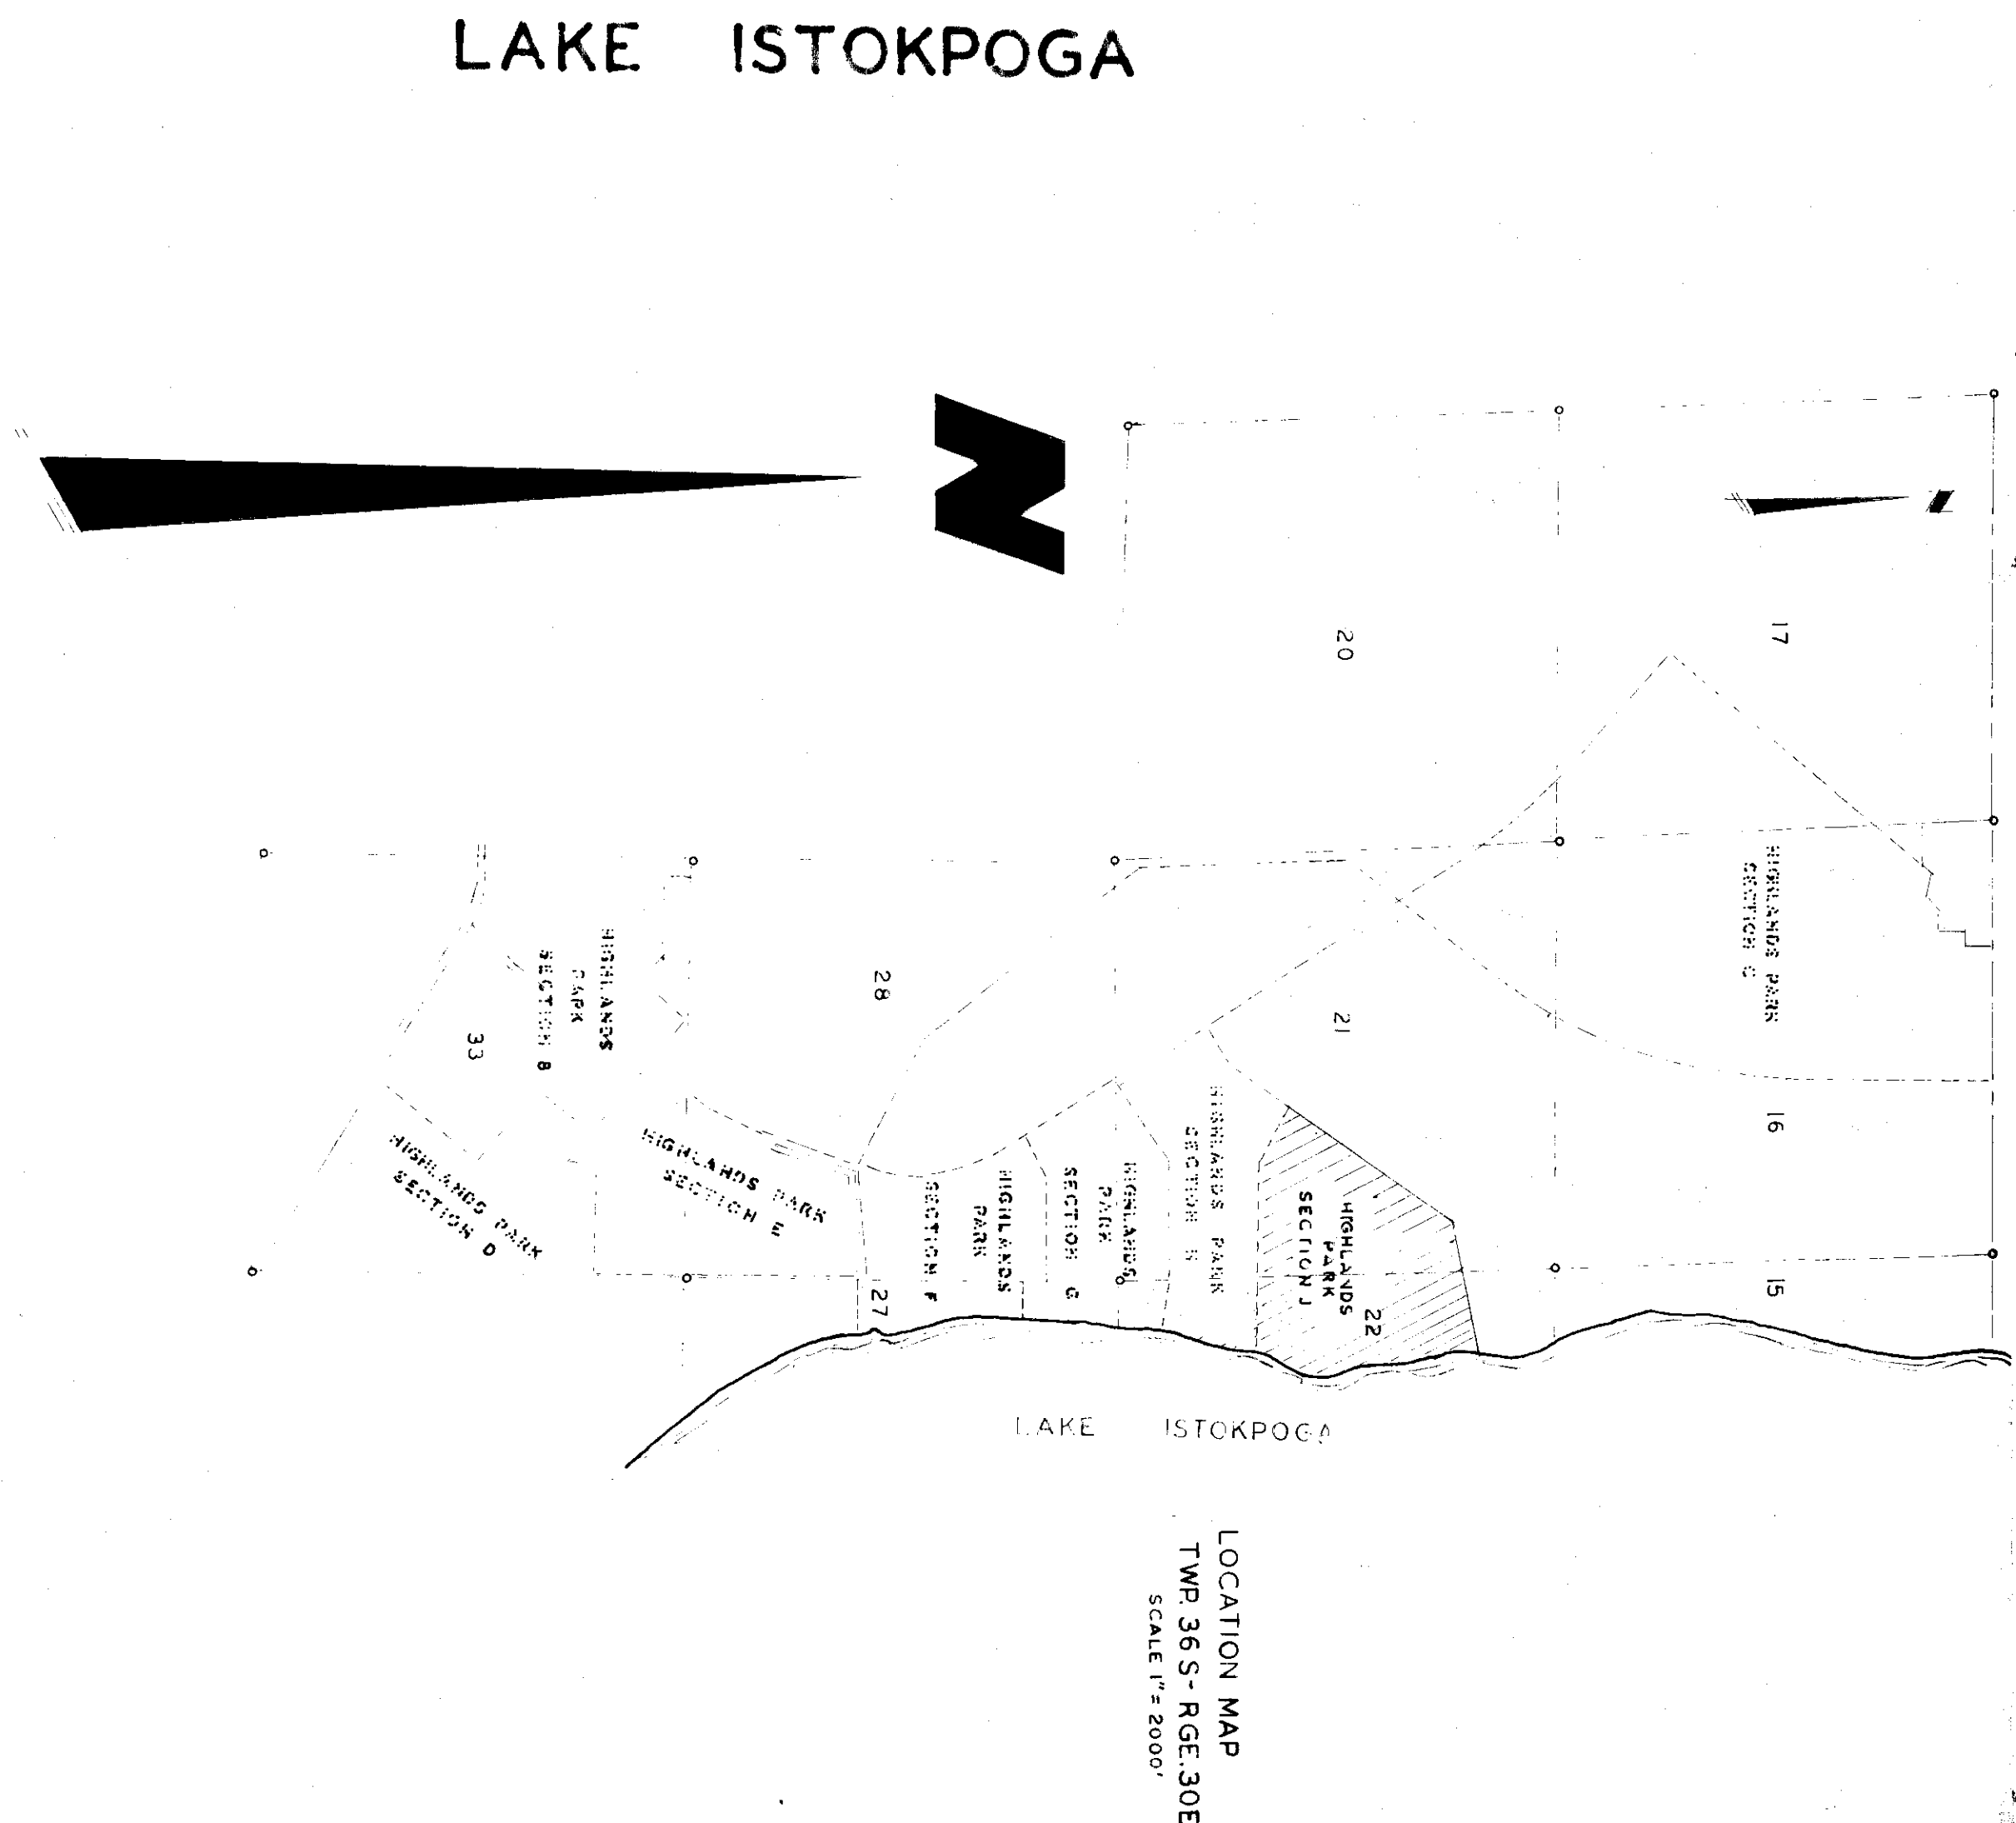 LAKE ISTOKPOGA
N
N
17
20
HIGHLANDS PARK
SECTION C
28
21
HIGHLANDS
PARK
SECTION B
33
16
HIGHLANDS PARK
SECTION D
HIGHLANDS PARK
SECTION E
27
HIGHLANDS
PARK
SECTION F
HIGHLANDS
PARK
SECTION G
HIGHLANDS PARK
SECTION H
HIGHLANDS
PARK
SECTION J
22
15
LAKE ISTOKPOGA
LOCATION MAP
TWP. 36 S - RGE. 30E
SCALE 1" = 2000'